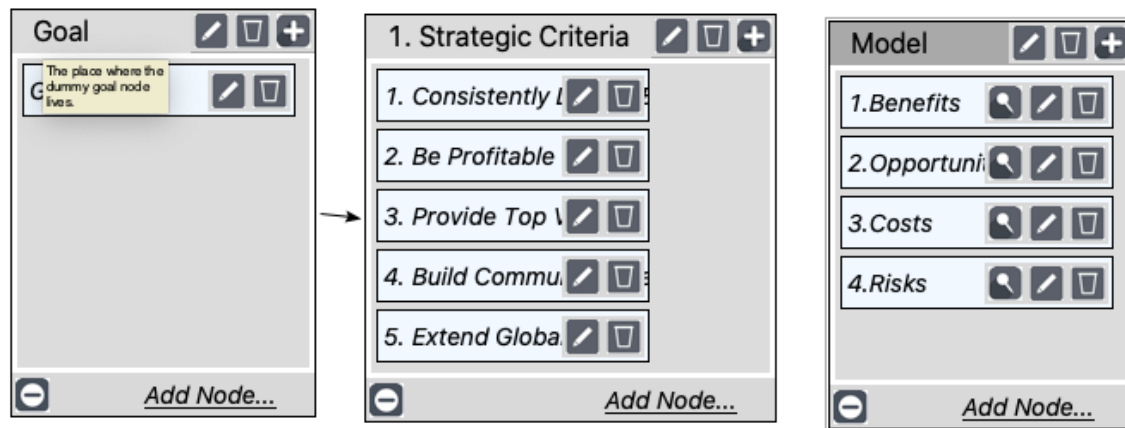 Goal
The place where the
dummy goal node
lives.
G
Add Node...
1. Strategic Criteria
1. Consistently
2. Be Profitable
3. Provide Top
4. Build Commu
5. Extend Globa
Add Node...
Model
1.Benefits
2.Opportuni
3.Costs
4.Risks
Add Node...